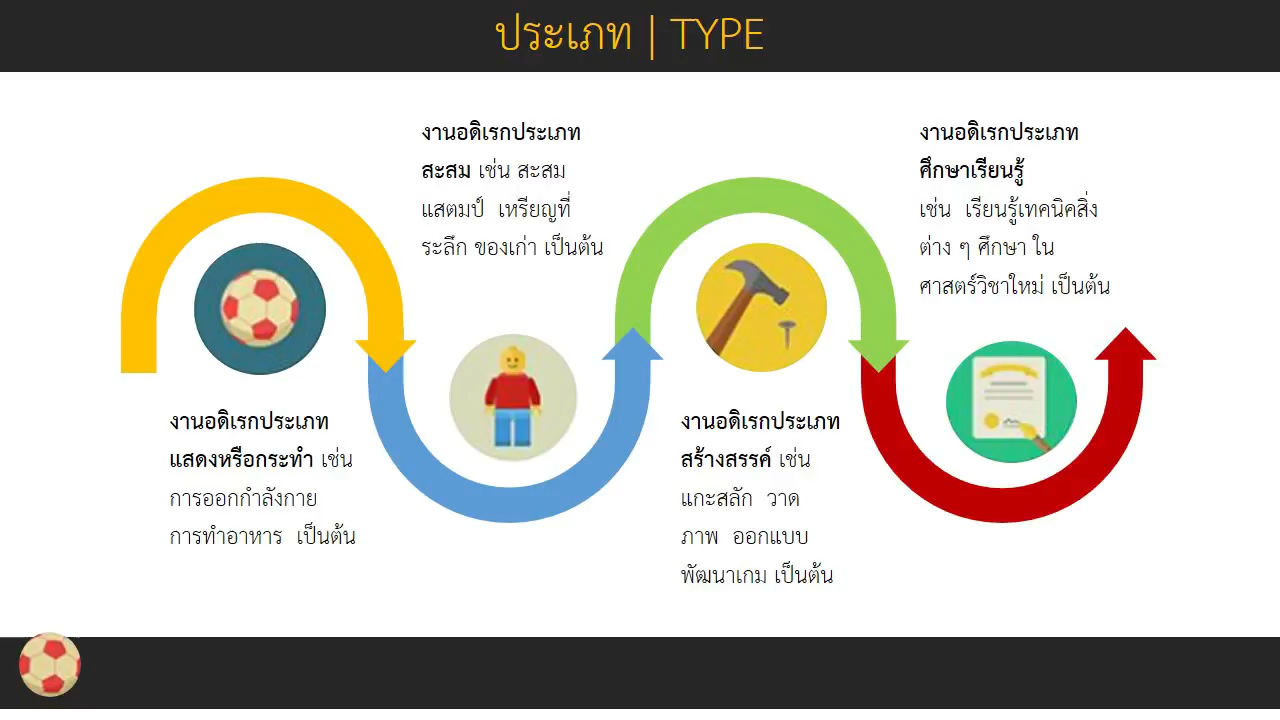 ประเภท | TYPE
งานอดิเรกประเภท
แสดงหรือกระทำ เช่น
การออกกำลังกาย
การทำอาหาร เป็นต้น
งานอดิเรกประเภท
สะสม เช่น สะสม
แสตมป์ เหรียญที่
ระลึก ของเก่า เป็นต้น
งานอดิเรกประเภท
สร้างสรรค์ เช่น
แกะสลัก วาด
ภาพ ออกแบบ
พัฒนาเกม เป็นต้น
งานอดิเรกประเภท
ศึกษาเรียนรู้
เช่น เรียนรู้เทคนิคสิ่ง
ต่าง ๆ ศึกษา ใน
ศาสตร์วิชาใหม่ เป็นต้น